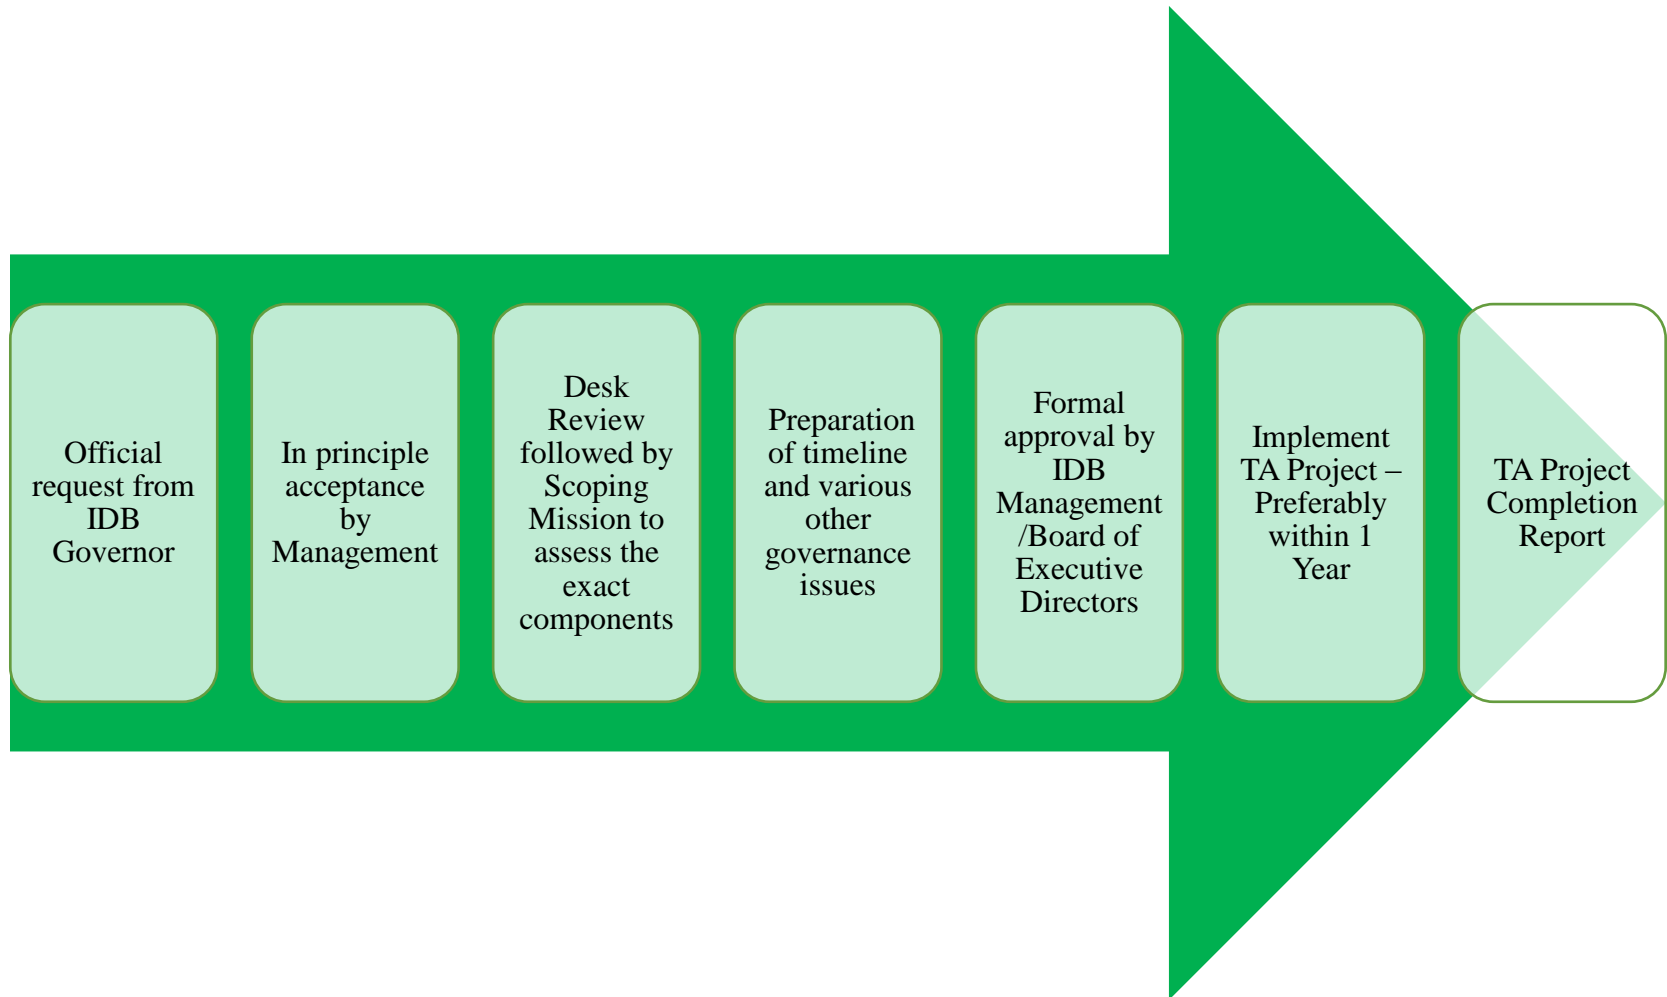 Official
request from
IDB
Governor
In principle
acceptance
by
Management
Desk
Review
followed by
Scoping
Mission to
assess the
exact
components
Preparation
of timeline
and various
other
governance
issues
Formal
approval by
IDB
Management
/Board of
Executive
Directors
Implement
TA Project –
Preferably
within 1
Year
TA Project
Completion
Report